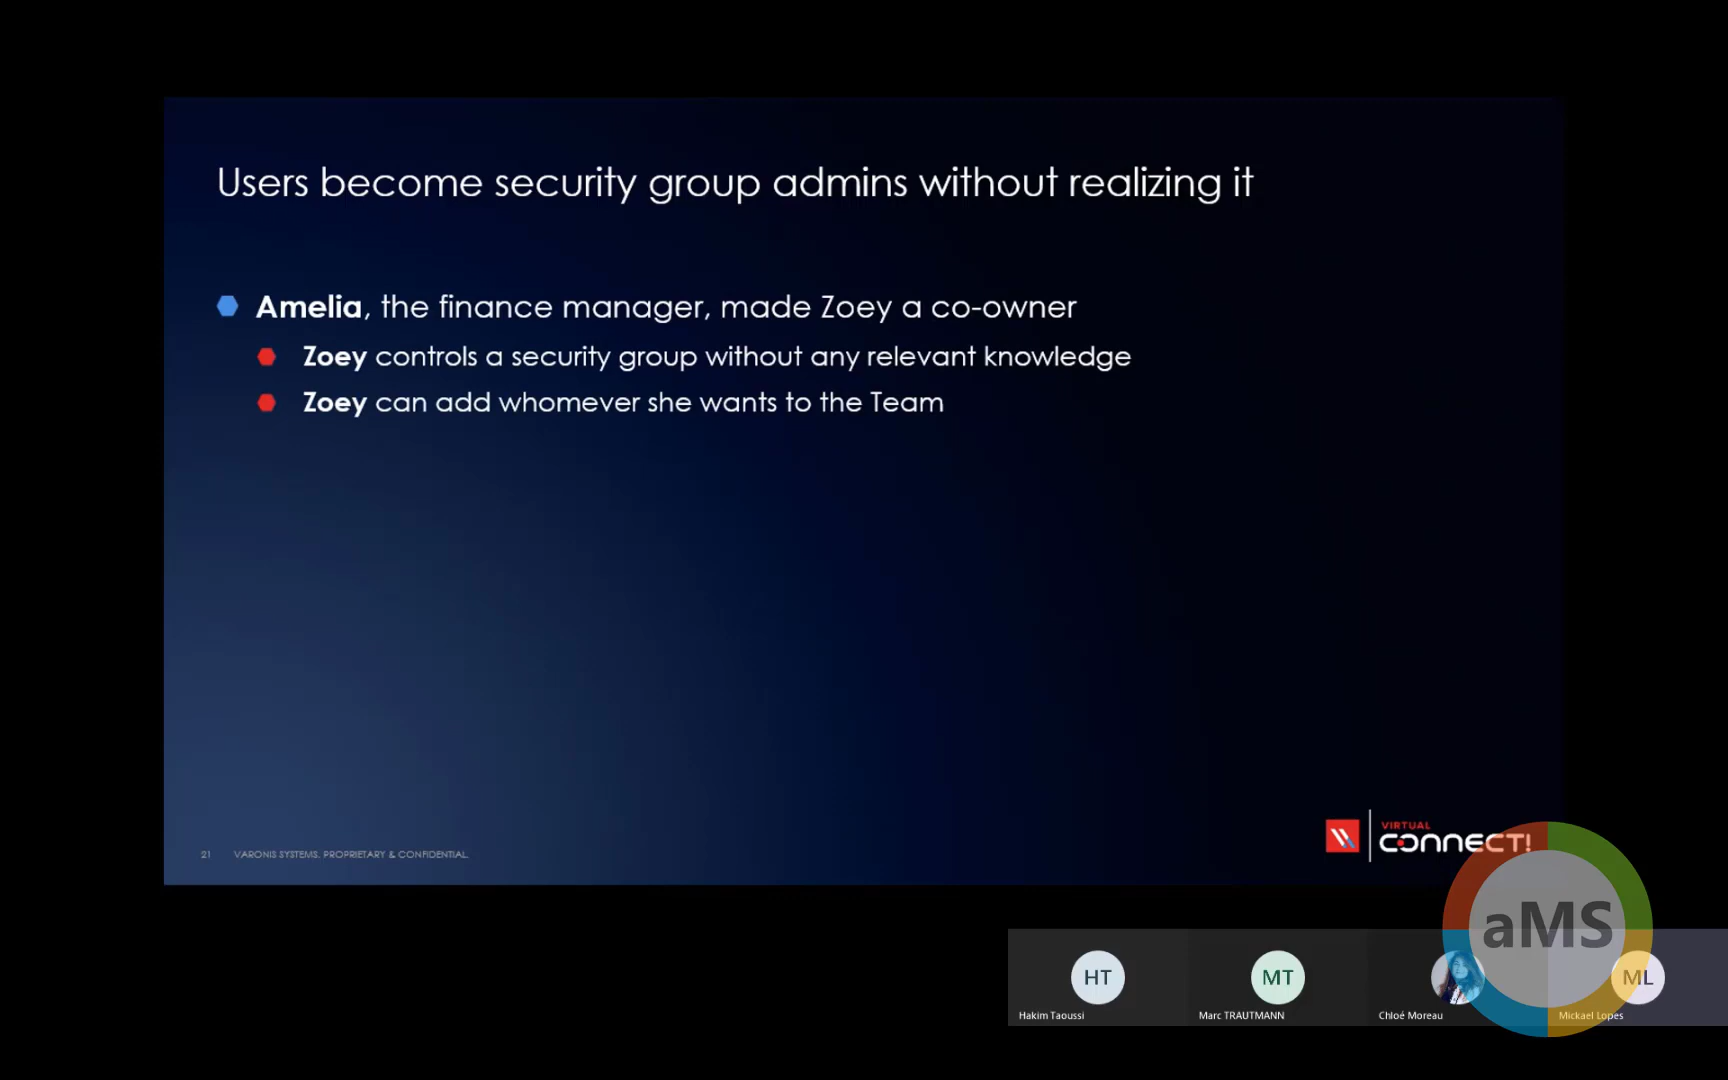 Users become security group admins without realizing it
Amelia, the finance manager, made Zoey a co-owner
Zoey controls a security group without any relevant knowledge
Zoey can add whomever she wants to the Team
21 VARONIS SYSTEMS. PROPRIETARY & CONFIDENTIAL.
VIRTUAL
CONNECT!
aMS
HT
MT
ML
Hakim Taoussi
Marc TRAUTMANN
Chloé Moreau
Mickael Lopes